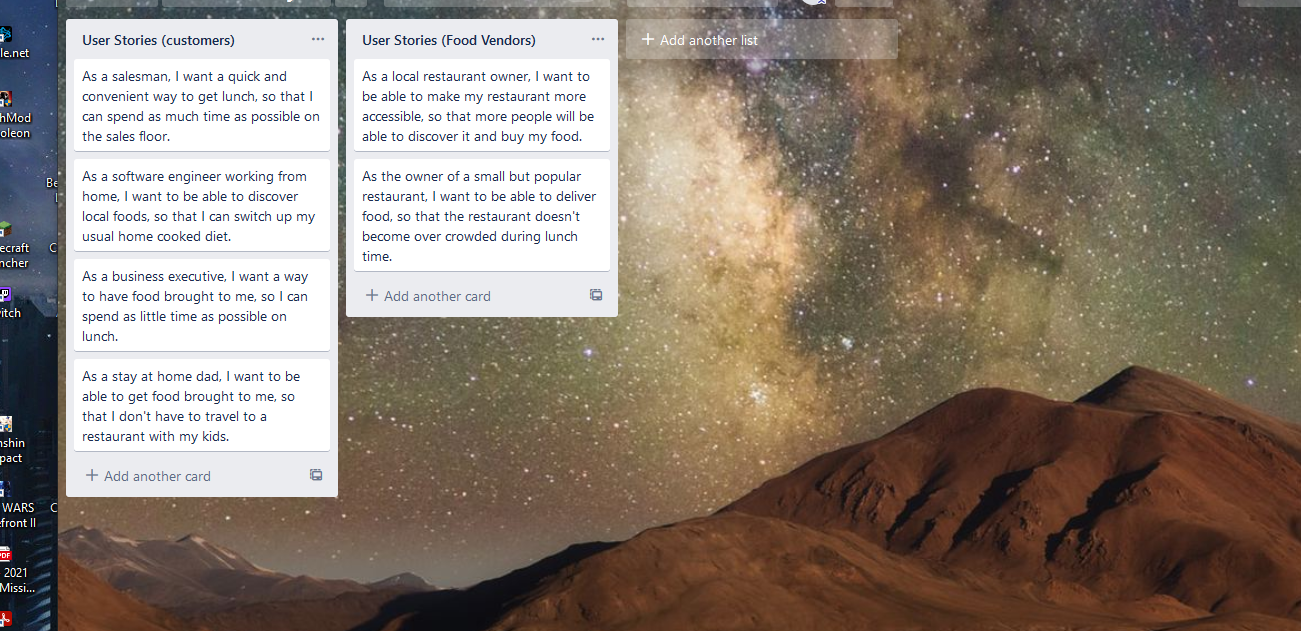 User Stories (customers)
As a salesman, I want a quick and
convenient way to get lunch, so that I
can spend as much time as possible on
the sales floor.
As a software engineer working from
home, I want to be able to discover
local foods, so that I can switch up my
usual home cooked diet.
As a business executive, I want a way
to have food brought to me, so I can
spend as little time as possible on
lunch.
As a stay at home dad, I want to be
able to get food brought to me, so
that I don't have to travel to a
restaurant with my kids.
Add another card
User Stories (Food Vendors)
As a local restaurant owner, I want to
be able to make my restaurant more
accessible, so that more people will be
able to discover it and buy my food.
As the owner of a small but popular
restaurant, I want to be able to deliver
food, so that the restaurant doesn't
become over crowded during lunch
time.
Add another card
Add another list
le.net
hMod
oleon
Be
ecraft
C
ncher
itch
nshin
pact
WARS
C
front II
PDF
2021
Missi...